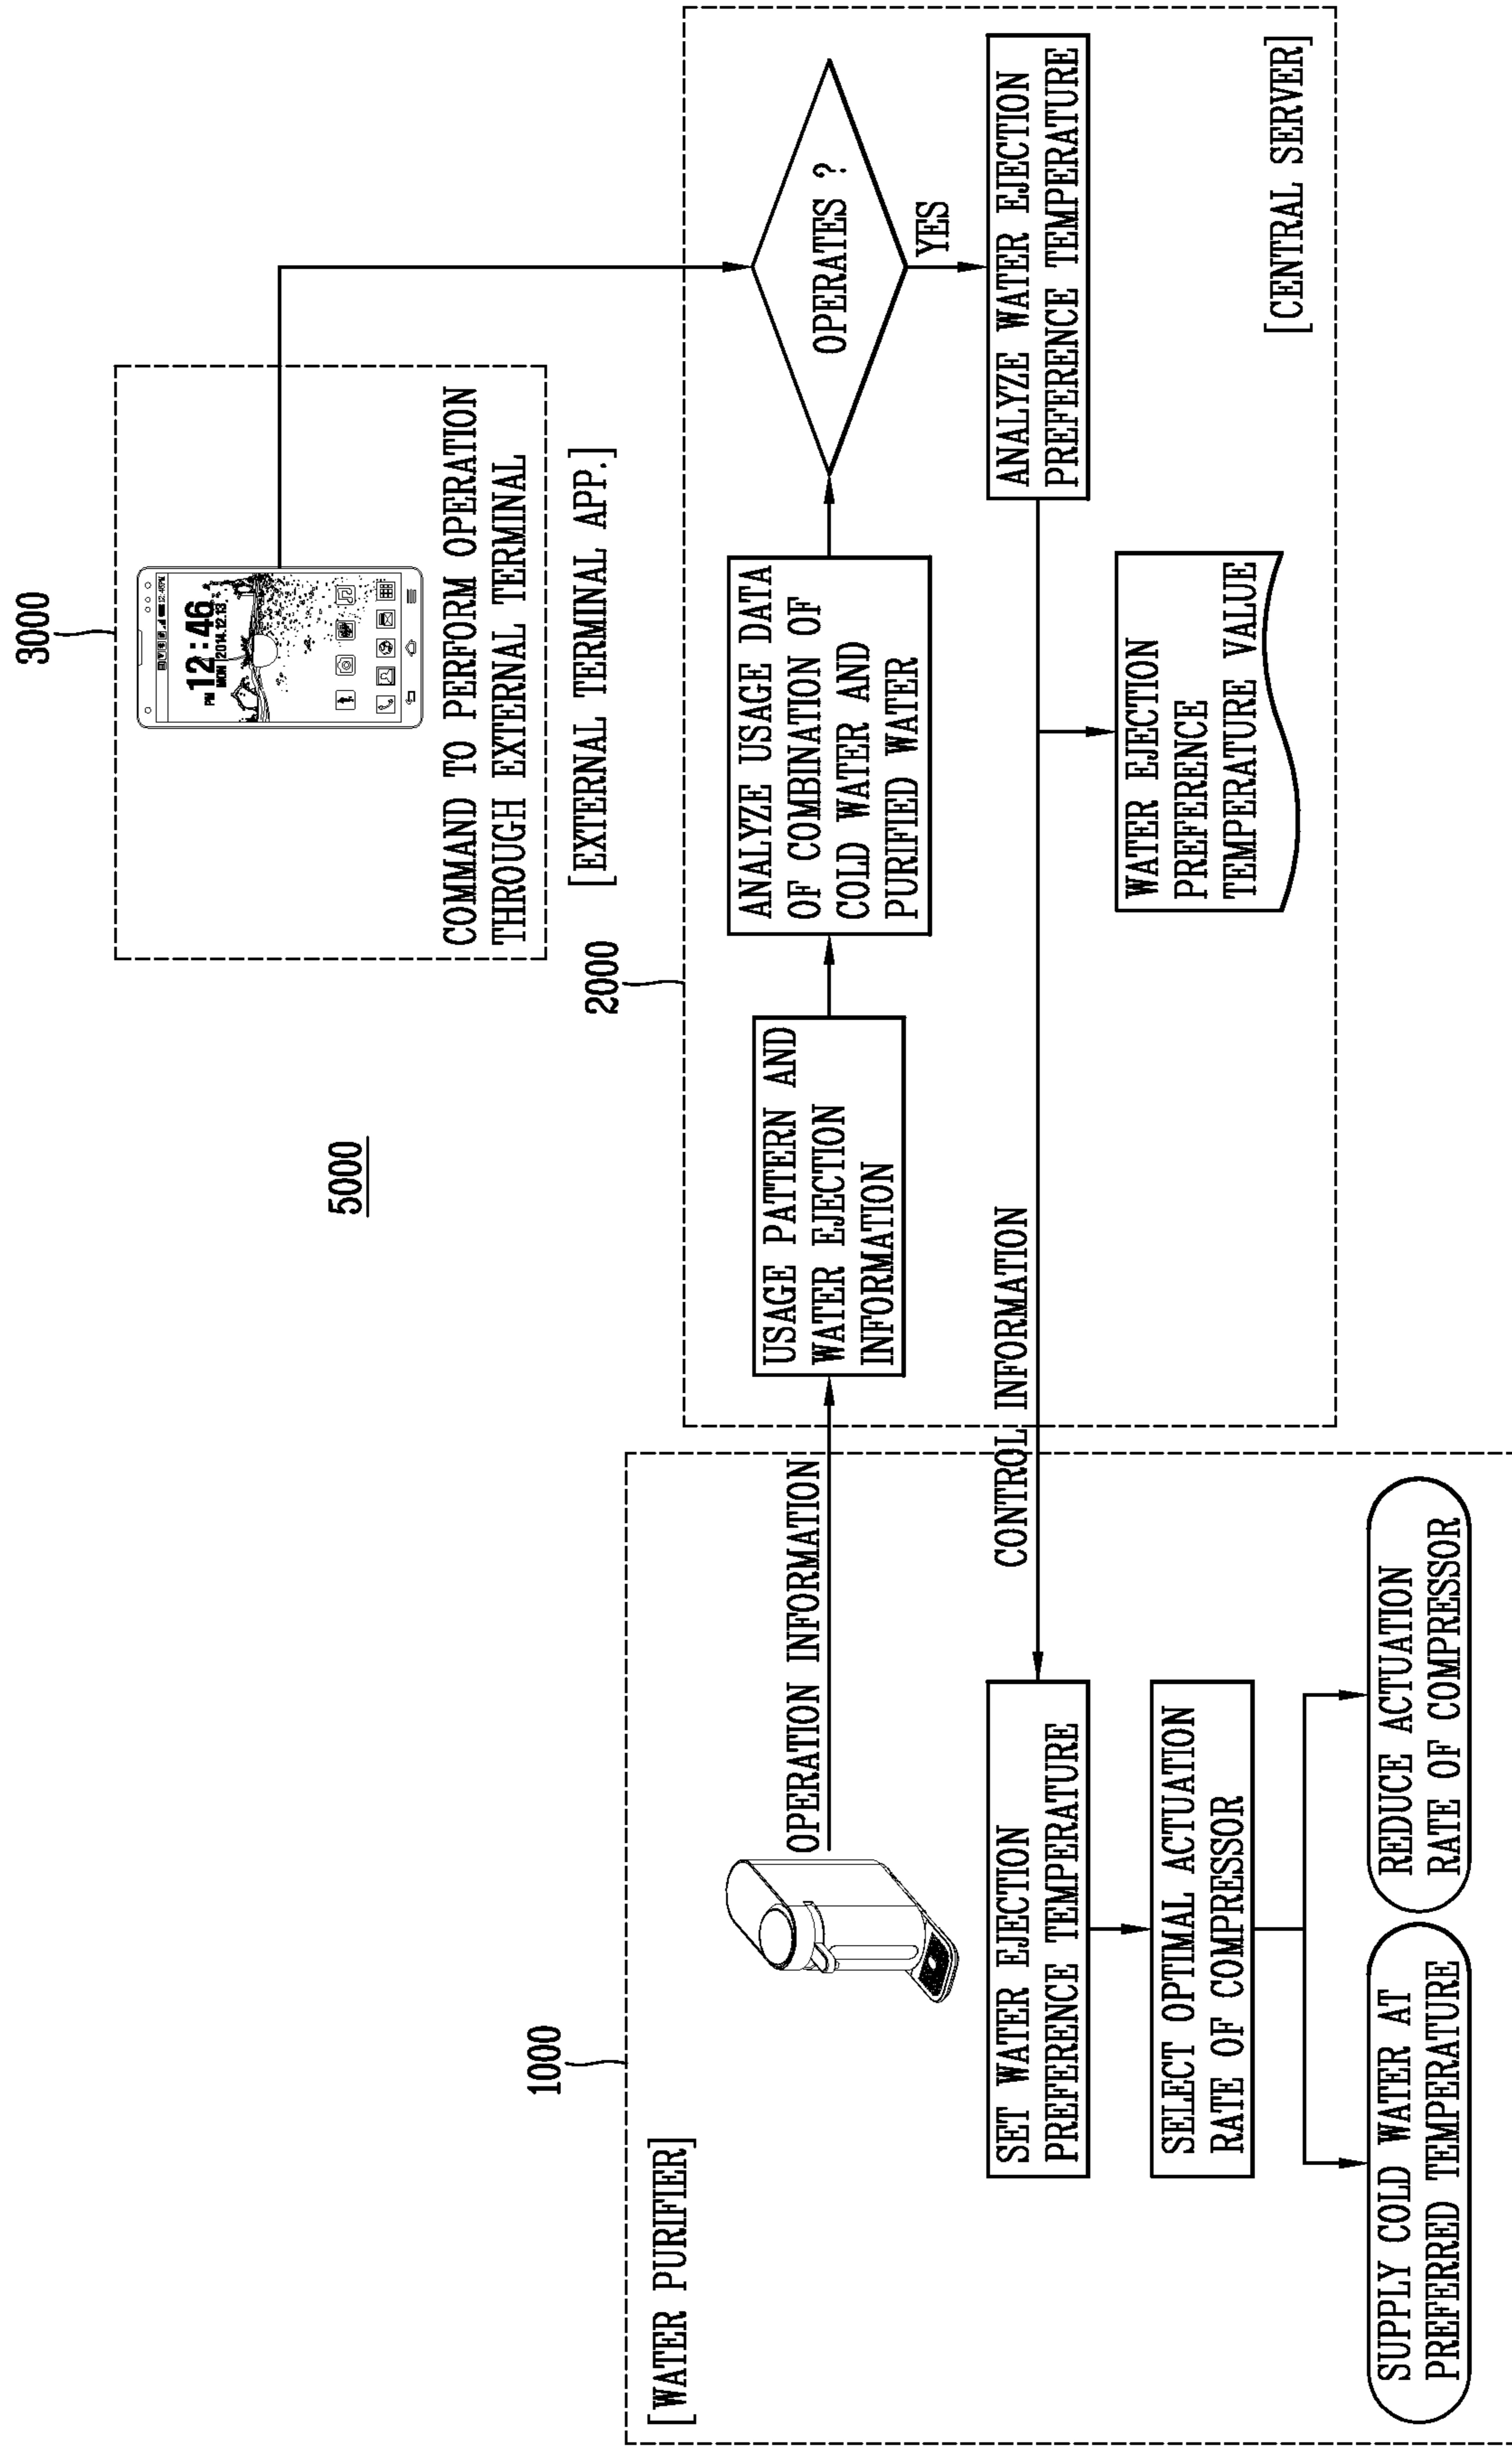 5000
3000
PM 12:46
MON 2014.12.13
COMMAND TO PERFORM OPERATION
THROUGH EXTERNAL TERMINAL
[EXTERNAL TERMINAL APP.]
1000
[WATER PURIFIER]
OPERATION INFORMATION
2000
USAGE PATTERN AND
WATER EJECTION
INFORMATION
ANALYZE USAGE DATA
OF COMBINATION OF
COLD WATER AND
PURIFIED WATER
OPERATES ?
YES
ANALYZE WATER EJECTION
PREFERENCE TEMPERATURE
WATER EJECTION
PREFERENCE
TEMPERATURE VALUE
[CENTRAL SERVER]
CONTROL INFORMATION
SET WATER EJECTION
PREFERENCE TEMPERATURE
SELECT OPTIMAL ACTUATION
RATE OF COMPRESSOR
SUPPLY COLD WATER AT
PREFERRED TEMPERATURE
REDUCE ACTUATION
RATE OF COMPRESSOR